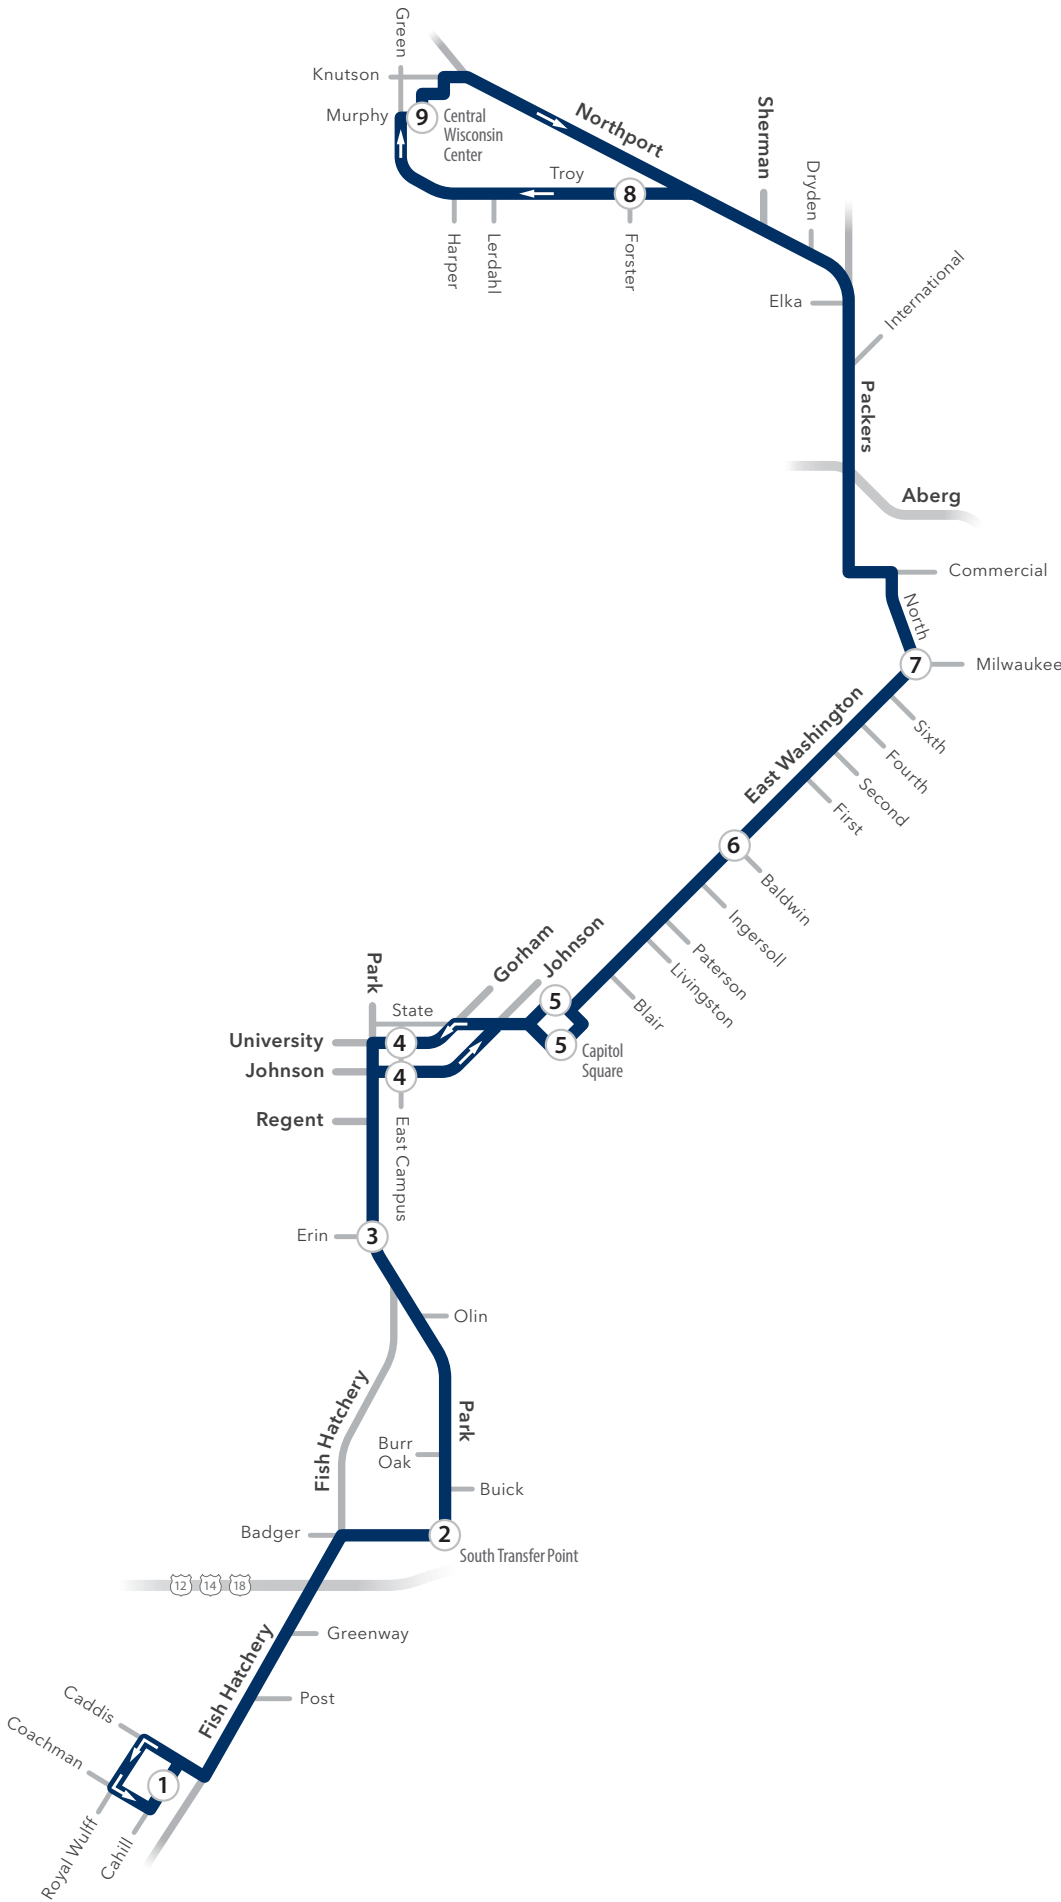 Green
Knutson
Murphy
9
Central
Wisconsin
Center
Northport
Sherman
Dryden
Troy
8
Harper
Lerdahl
Forster
Elka
International
Packers
Aberg
Commercial
North
7
Milwaukee
East Washington
Sixth
Fourth
Second
First
6
Baldwin
Ingersoll
Paterson
Livingston
Blair
Gorham
Johnson
Park
State
5
5
Capitol
Square
University
4
Johnson
4
Regent
East Campus
Erin
3
Olin
Fish Hatchery
Park
Burr
Oak
Buick
Badger
2
South Transfer Point
12
14
18
Greenway
Fish Hatchery
Post
Caddis
Coachman
1
Royal Wulff
Cahill